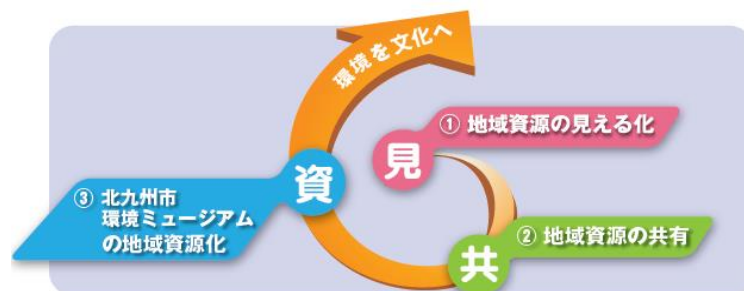 環境を文化へ
見
① 地域資源の見える化
共
② 地域資源の共有
資
③ 北九州市
環境ミュージアム
の地域資源化